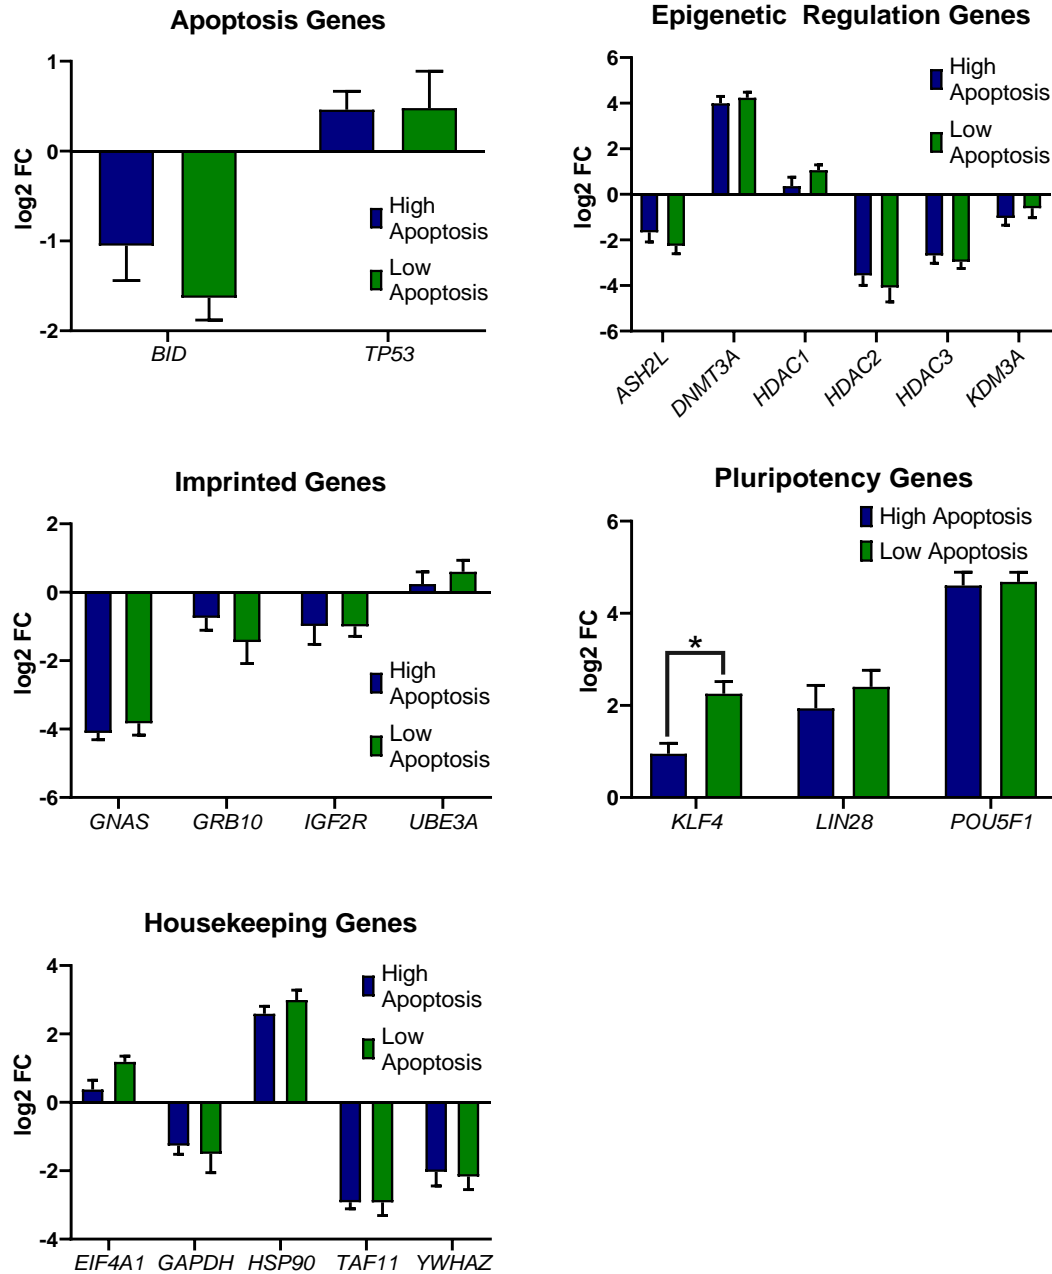 Apoptosis Genes
1
0
-1
-2
log2 FC
High
Apoptosis
Low
Apoptosis
BID
TP53
Epigenetic Regulation Genes
6
4
2
0
-2
-4
-6
log2 FC
High
Apoptosis
Low
Apoptosis
ASH2L
DNMT3A
HDAC1
HDAC2
HDAC3
KDM3A
Imprinted Genes
2
0
-2
-4
-6
log2 FC
High
Apoptosis
Low
Apoptosis
GNAS
GRB10
IGF2R
UBE3A
Pluripotency Genes
6
4
2
0
log2 FC
High Apoptosis
Low Apoptosis
*
KLF4
LIN28
POU5F1
Housekeeping Genes
4
2
0
-2
-4
log2 FC
High
Apoptosis
Low
Apoptosis
EIF4A1
GAPDH
HSP90
TAF11
YWHAZ